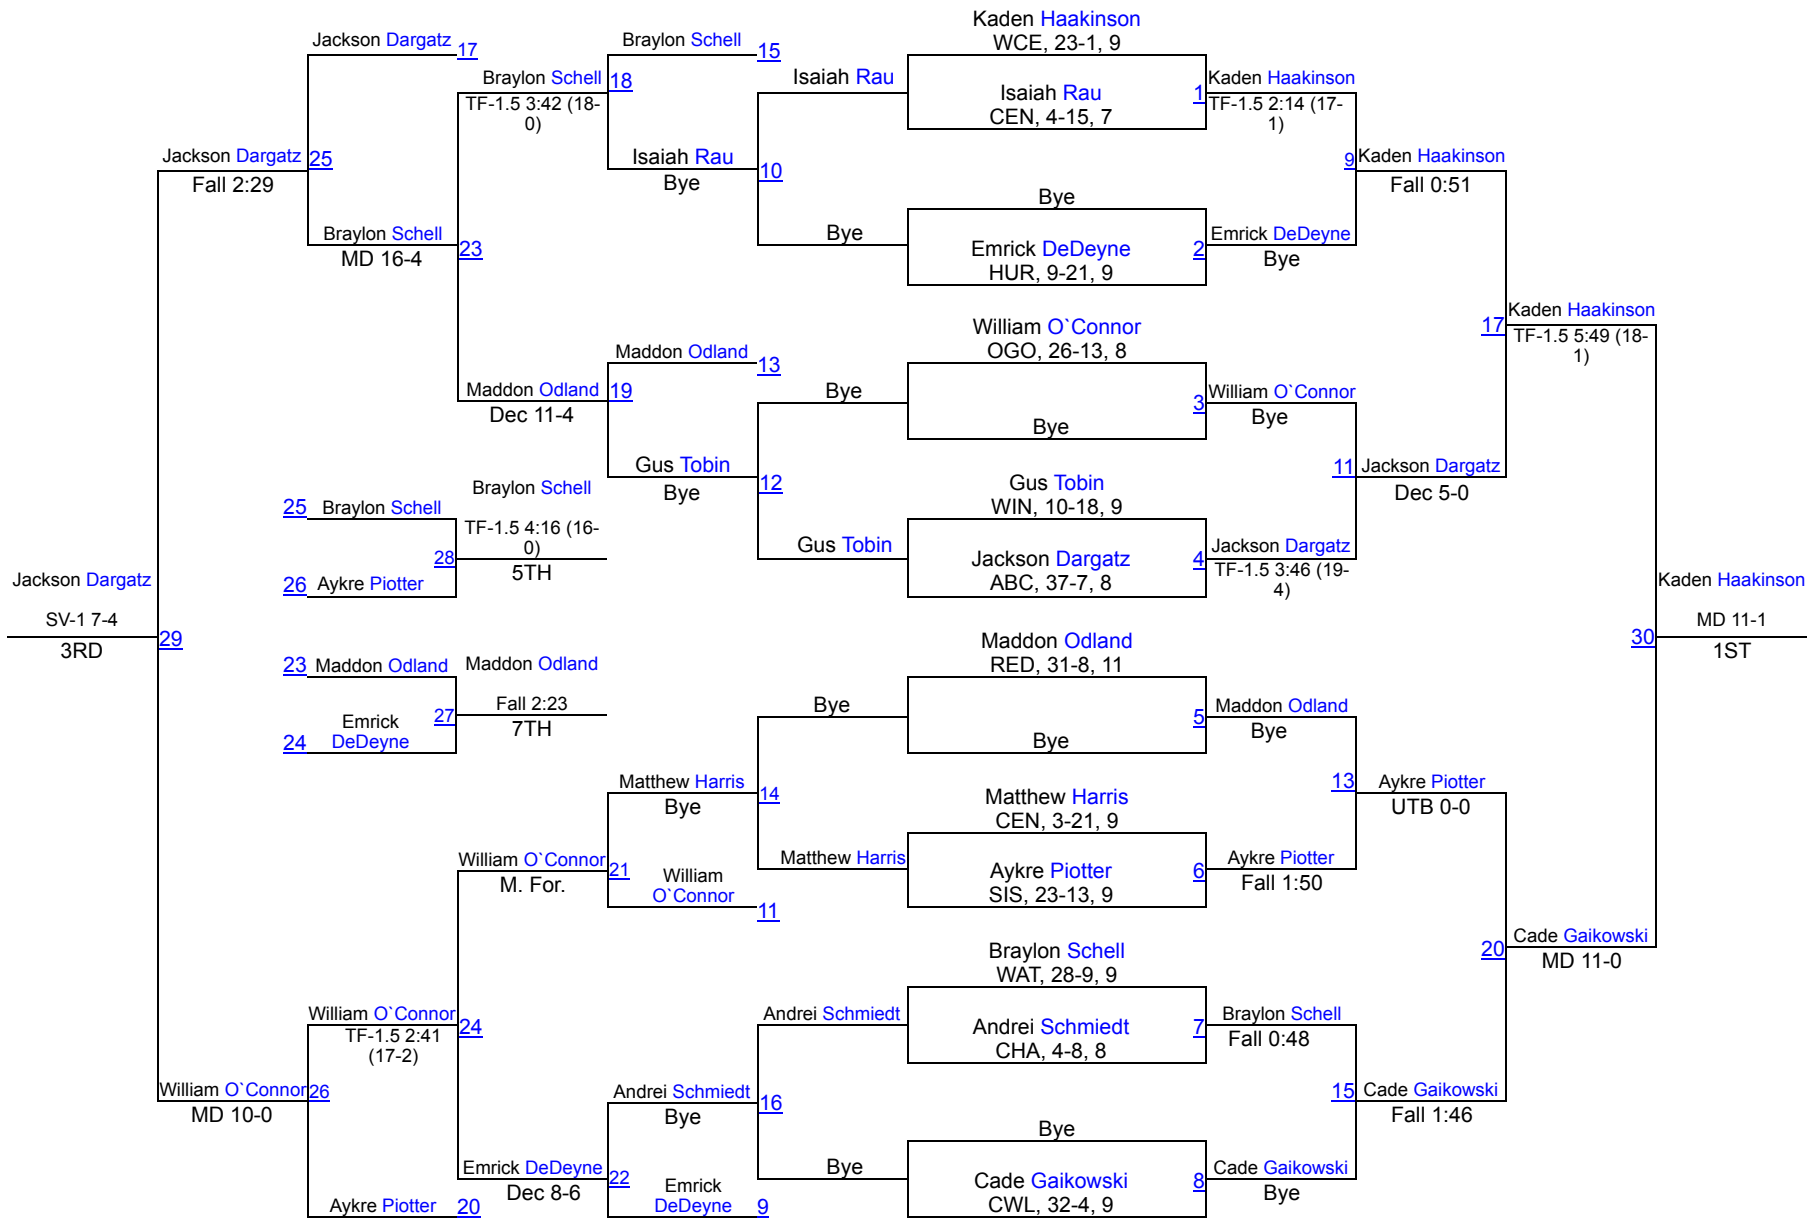 Kaden Haakinson
WCE, 23-1, 9
Jackson Dargatz 17
Braylon Schell 15
Isaiah Rau
Braylon Schell 18
TF-1.5 3:42 (18-
0)
Isaiah Rau
CEN, 4-15, 7
1
Kaden Haakinson
TF-1.5 2:14 (17-
1)
Jackson Dargatz 25
Fall 2:29
Isaiah Rau
Bye
10
9
Kaden Haakinson
Fall 0:51
Bye
Braylon Schell
MD 16-4
23
Bye
Emrick DeDeyne
HUR, 9-21, 9
2
Emrick DeDeyne
Bye
William O`Connor
OGO, 26-13, 8
17
Kaden Haakinson
TF-1.5 5:49 (18-
1)
Maddon Odland 13
Maddon Odland 19
Dec 11-4
Bye
3
William O`Connor
Bye
Bye
Gus Tobin
Bye
12
11
Jackson Dargatz
Dec 5-0
Gus Tobin
WIN, 10-18, 9
25 Braylon Schell
Braylon Schell
TF-1.5 4:16 (16-
0)
28
5TH
26 Aykre Piotter
Gus Tobin
Jackson Dargatz
ABC, 37-7, 8
4
Jackson Dargatz
TF-1.5 3:46 (19-
4)
Jackson Dargatz
SV-1 7-4
3RD
29
Kaden Haakinson
MD 11-1
1ST
30
Maddon Odland
RED, 31-8, 11
23 Maddon Odland
Maddon Odland
Fall 2:23
7TH
27
24
Emrick
DeDeyne
Bye
5
Maddon Odland
Bye
Bye
Matthew Harris
Bye
14
13
Aykre Piotter
UTB 0-0
Matthew Harris
CEN, 3-21, 9
William O`Connor
M. For.
21
Matthew Harris
Aykre Piotter
SIS, 23-13, 9
6
Aykre Piotter
Fall 1:50
William
O`Connor
11
20
Cade Gaikowski
MD 11-0
Braylon Schell
WAT, 28-9, 9
William O`Connor
TF-1.5 2:41
(17-2)
24
Andrei Schmiedt
Andrei Schmiedt
CHA, 4-8, 8
7
Braylon Schell
Fall 0:48
William O`Connor
MD 10-0
26
Andrei Schmiedt
Bye
16
15
Cade Gaikowski
Fall 1:46
Bye
Emrick DeDeyne
Dec 8-6
22
Bye
Cade Gaikowski
CWL, 32-4, 9
8
Cade Gaikowski
Bye
Aykre Piotter 20
Emrick
DeDeyne
9